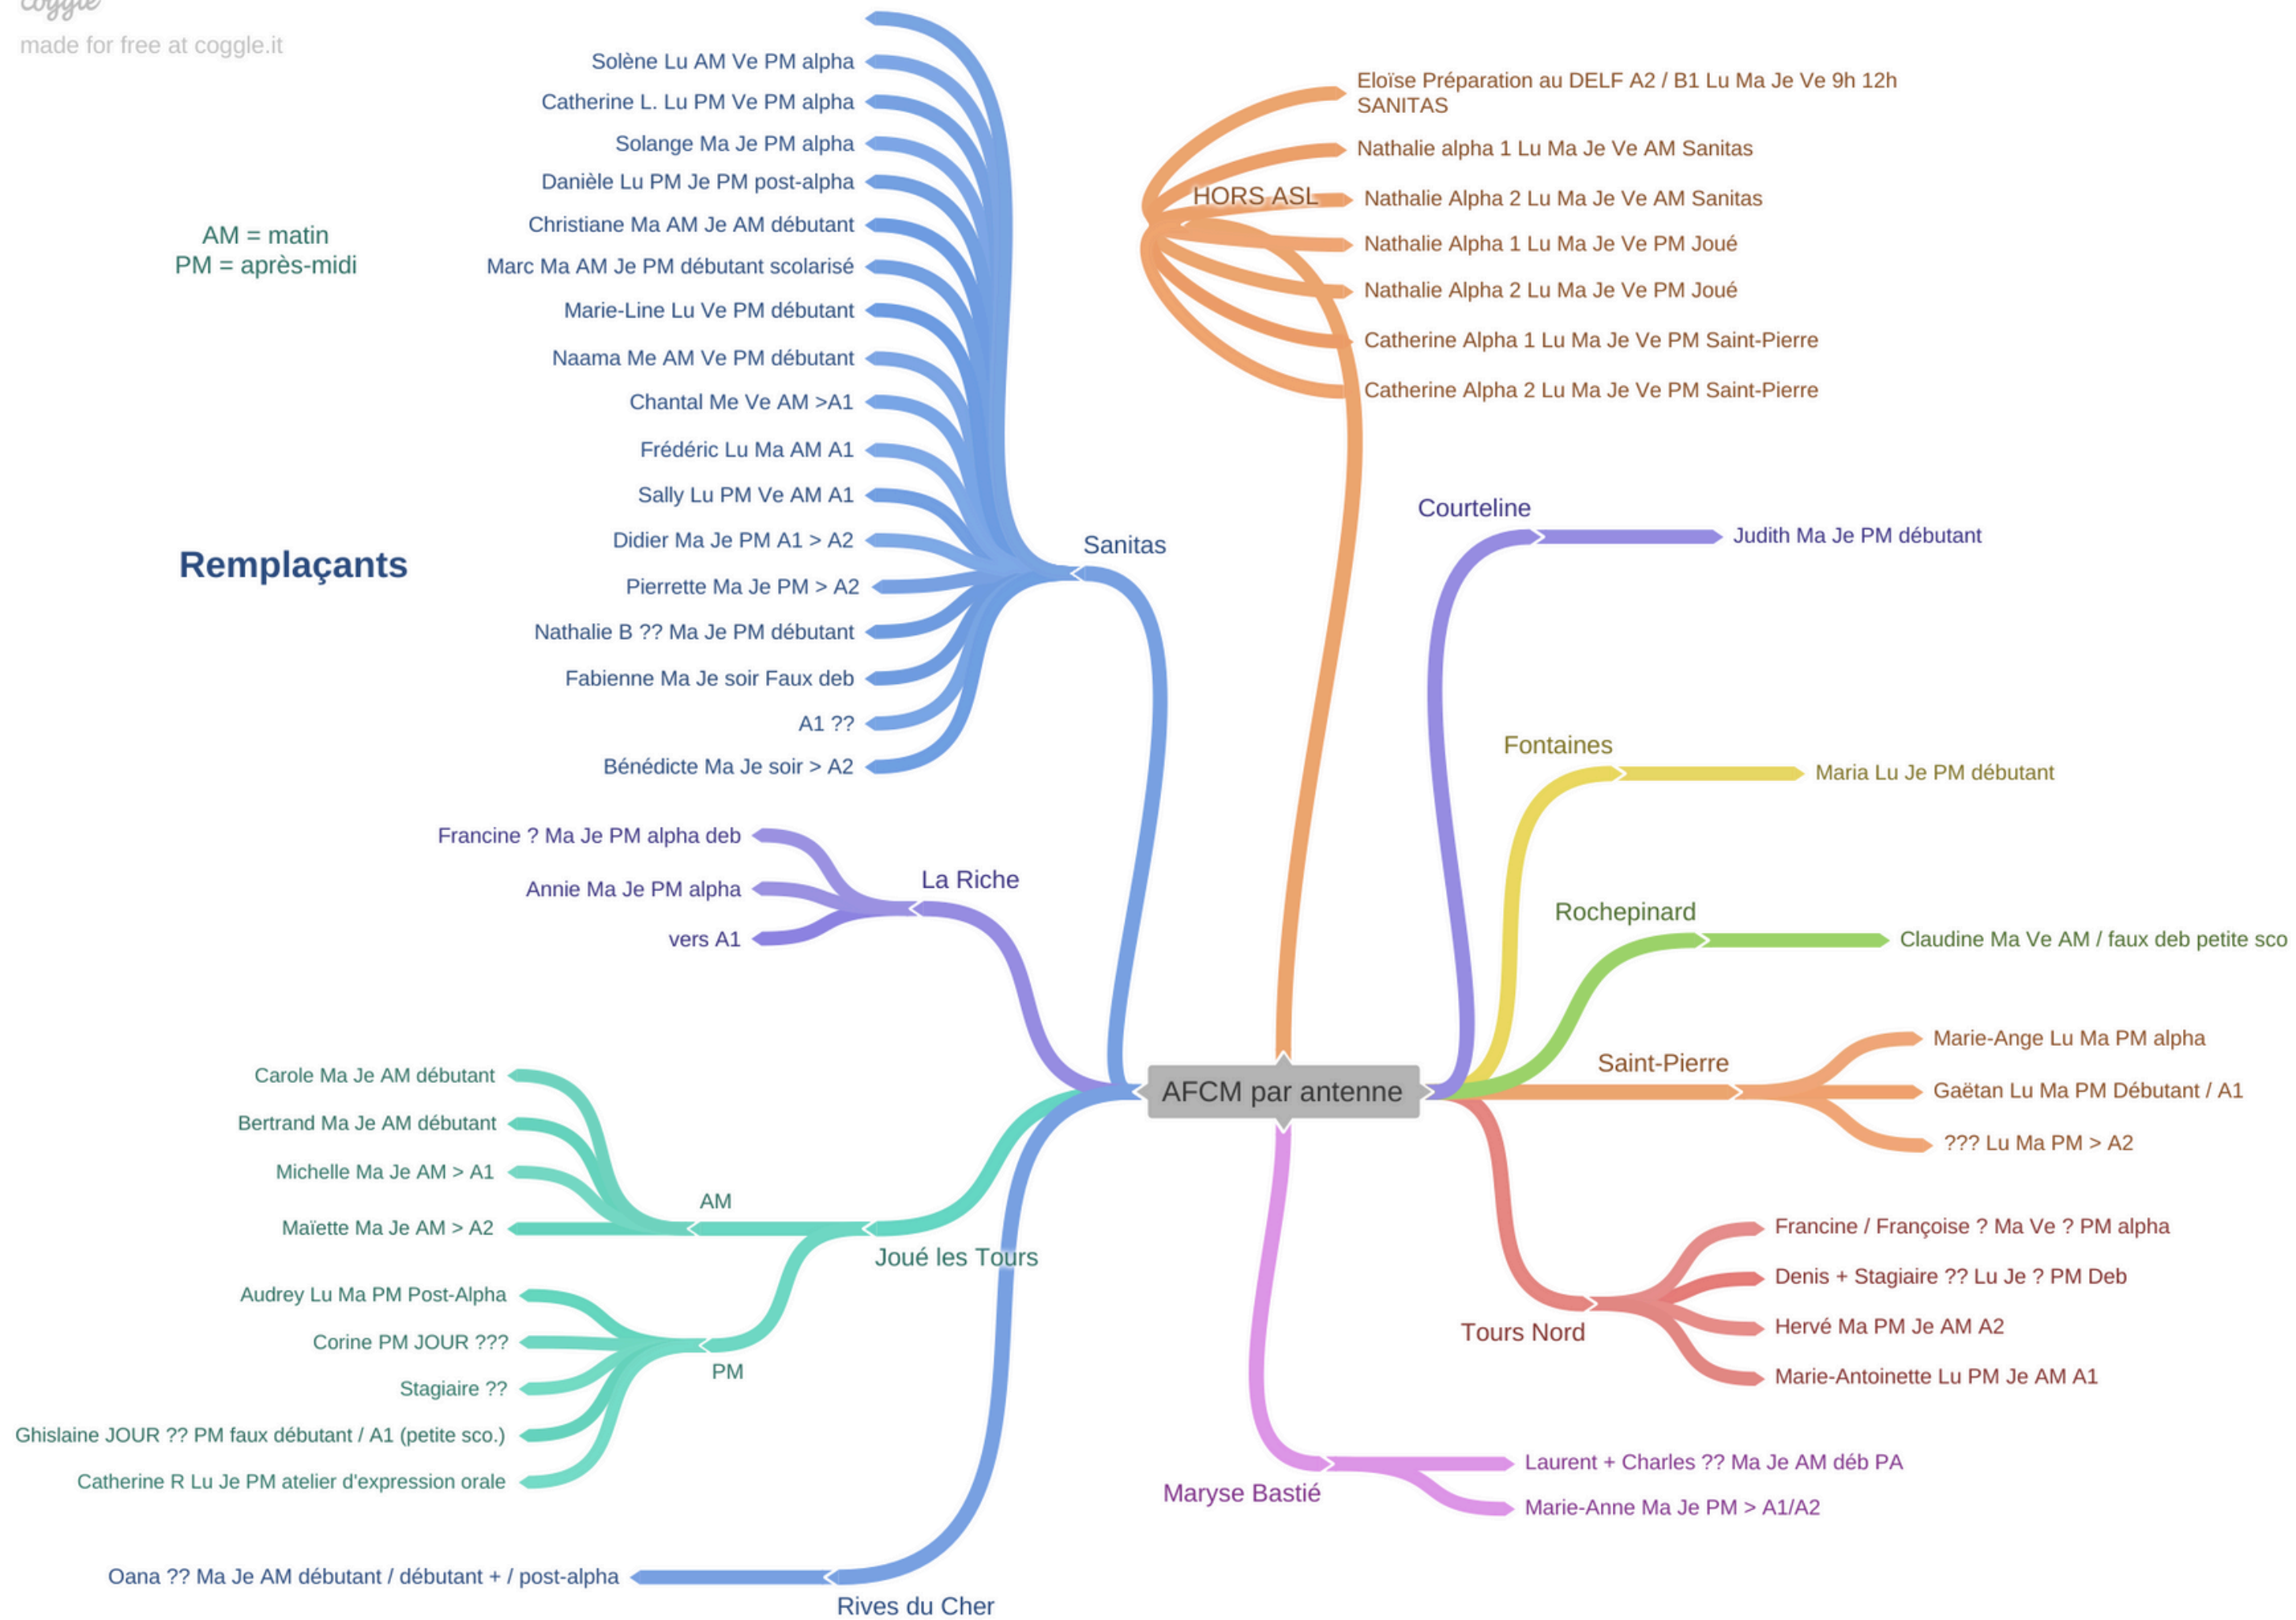 coggle
made for free at coggle.it
Solène Lu AM Ve PM alpha
Catherine L. Lu PM Ve PM alpha
Solange Ma Je PM alpha
Danièle Lu PM Je PM post-alpha
Christiane Ma AM Je AM débutant
Marc Ma AM Je PM débutant scolarisé
Marie-Line Lu Ve PM débutant
Naama Me AM Ve PM débutant
Chantal Me Ve AM >A1
Frédéric Lu Ma AM A1
Sally Lu PM Ve AM A1
Didier Ma Je PM A1 > A2
Pierrette Ma Je PM > A2
Nathalie B ?? Ma Je PM débutant
Fabienne Ma Je soir Faux deb
A1 ??
Bénédicte Ma Je soir > A2
Sanitas
AM = matin
PM = après-midi
Remplaçants
Francine ? Ma Je PM alpha deb
Annie Ma Je PM alpha
vers A1
La Riche
Carole Ma Je AM débutant
Bertrand Ma Je AM débutant
Michelle Ma Je AM > A1
Maïette Ma Je AM > A2
AM
Joué les Tours
Audrey Lu Ma PM Post-Alpha
Corine PM JOUR ???
Stagiaire ??
Ghislaine JOUR ?? PM faux débutant / A1 (petite sco.)
Catherine R Lu Je PM atelier d'expression orale
PM
Oana ?? Ma Je AM débutant / débutant + / post-alpha
Rives du Cher
AFCM par antenne
HORS ASL
Eloïse Préparation au DELF A2 / B1 Lu Ma Je Ve 9h 12h
SANITAS
Nathalie alpha 1 Lu Ma Je Ve AM Sanitas
Nathalie Alpha 2 Lu Ma Je Ve AM Sanitas
Nathalie Alpha 1 Lu Ma Je Ve PM Joué
Nathalie Alpha 2 Lu Ma Je Ve PM Joué
Catherine Alpha 1 Lu Ma Je Ve PM Saint-Pierre
Catherine Alpha 2 Lu Ma Je Ve PM Saint-Pierre
Courteline
Judith Ma Je PM débutant
Fontaines
Maria Lu Je PM débutant
Rochepinard
Claudine Ma Ve AM / faux deb petite sco
Saint-Pierre
Marie-Ange Lu Ma PM alpha
Gaëtan Lu Ma PM Débutant / A1
??? Lu Ma PM > A2
Tours Nord
Francine / Françoise ? Ma Ve ? PM alpha
Denis + Stagiaire ?? Lu Je ? PM Deb
Hervé Ma PM Je AM A2
Marie-Antoinette Lu PM Je AM A1
Maryse Bastié
Laurent + Charles ?? Ma Je AM déb PA
Marie-Anne Ma Je PM > A1/A2